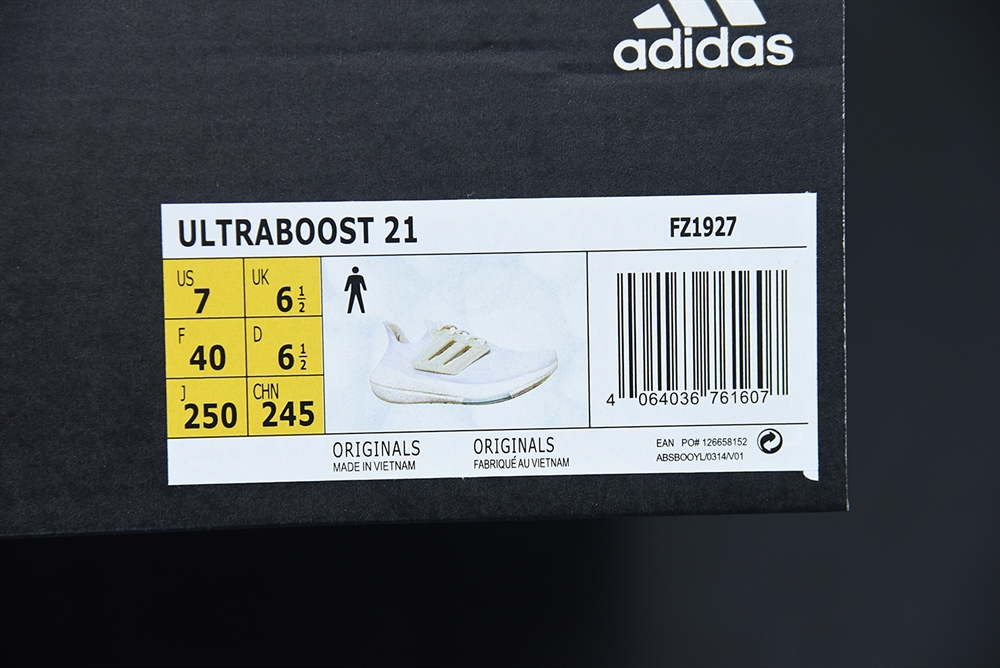 adidas
ULTRABOOST 21
FZ1927
US 7
UK 6 1/2
F 40
D 6 1/2
J 250
CHN 245
4 064036 761607
ORIGINALS
MADE IN VIETNAM
ORIGINALS
FABRIQUÉ AU VIETNAM
EAN PO# 126658152
ABSBOOYL/0314/V01